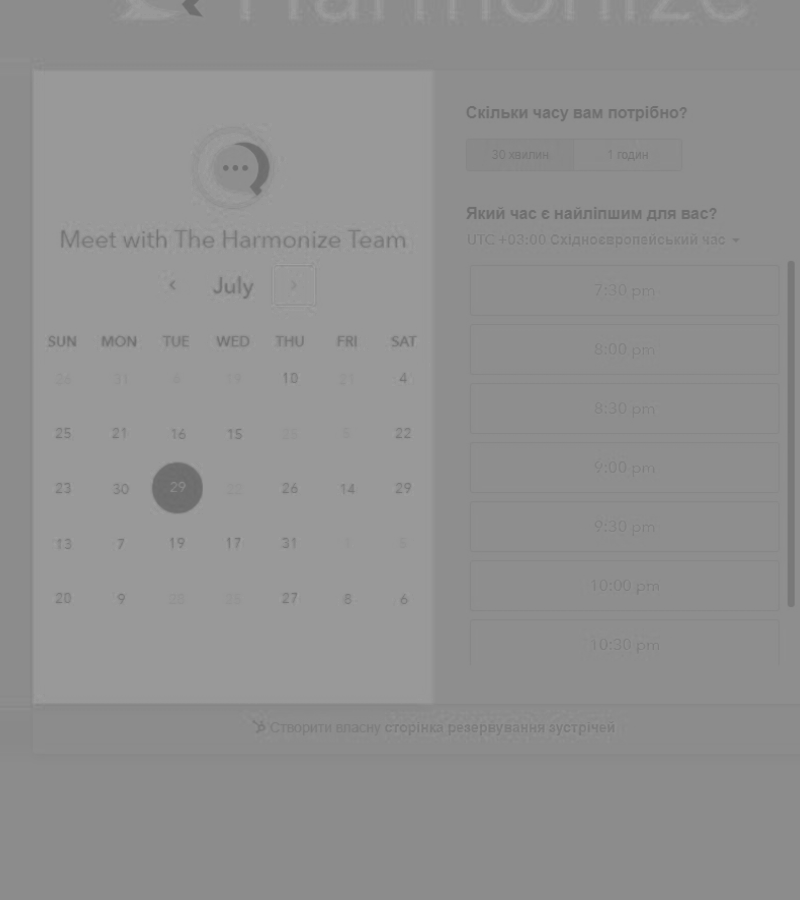 Harmonize
Meet with The Harmonize Team
July
SUN MON TUE WED THU FRI SAT
26 31 6 19 10 21 4
25 21 16 15 25 5 22
23 30 29 22 26 14 29
13 7 19 17 31 1 5
20 9 28 28 27 8 6
Скільки часу вам потрібно?
30 хвилин 1 годин
Який час є найліпшим для вас?
UTC +03:00 Східноєвропейський час
7:30 pm
8:00 pm
8:30 pm
9:00 pm
9:30 pm
10:00 pm
10:30 pm
Створити власну сторінка резервування зустрічей